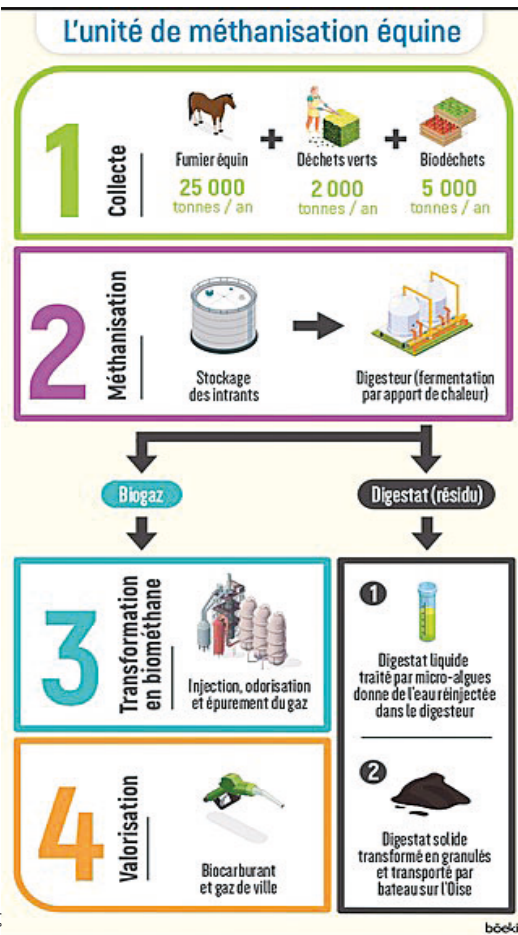 L'unité de méthanisation équine
1
Collecte
Fumier équin
25 000
tonnes / an
+
Déchets verts
2 000
tonnes / an
+
Biodéchets
5 000
tonnes / an
2
Méthanisation
Stockage
des intrants
Digesteur (fermentation
par apport de chaleur)
Biogaz
Digestat (résidu)
3
Transformation
en biométhane
Injection, odorisation
et épurement du gaz
4
Valorisation
Biocarburant
et gaz de ville
1
Digestat liquide
traité par micro-algues
donne de l'eau réinjectée
dans le digesteur
2
Digestat solide
transformé en granulés
et transporté par
bateau sur l'Oise
böeki